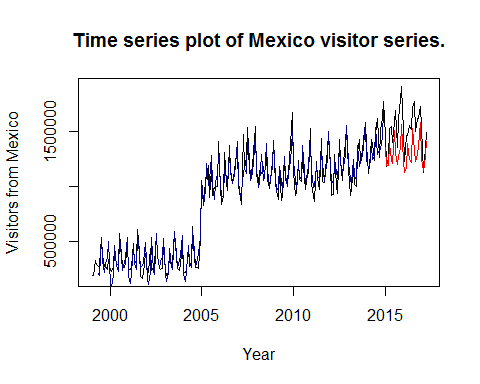 Time series plot of Mexico visitor series.
Visitors from Mexico
1500000
500000
2000 2005 2010 2015
Year